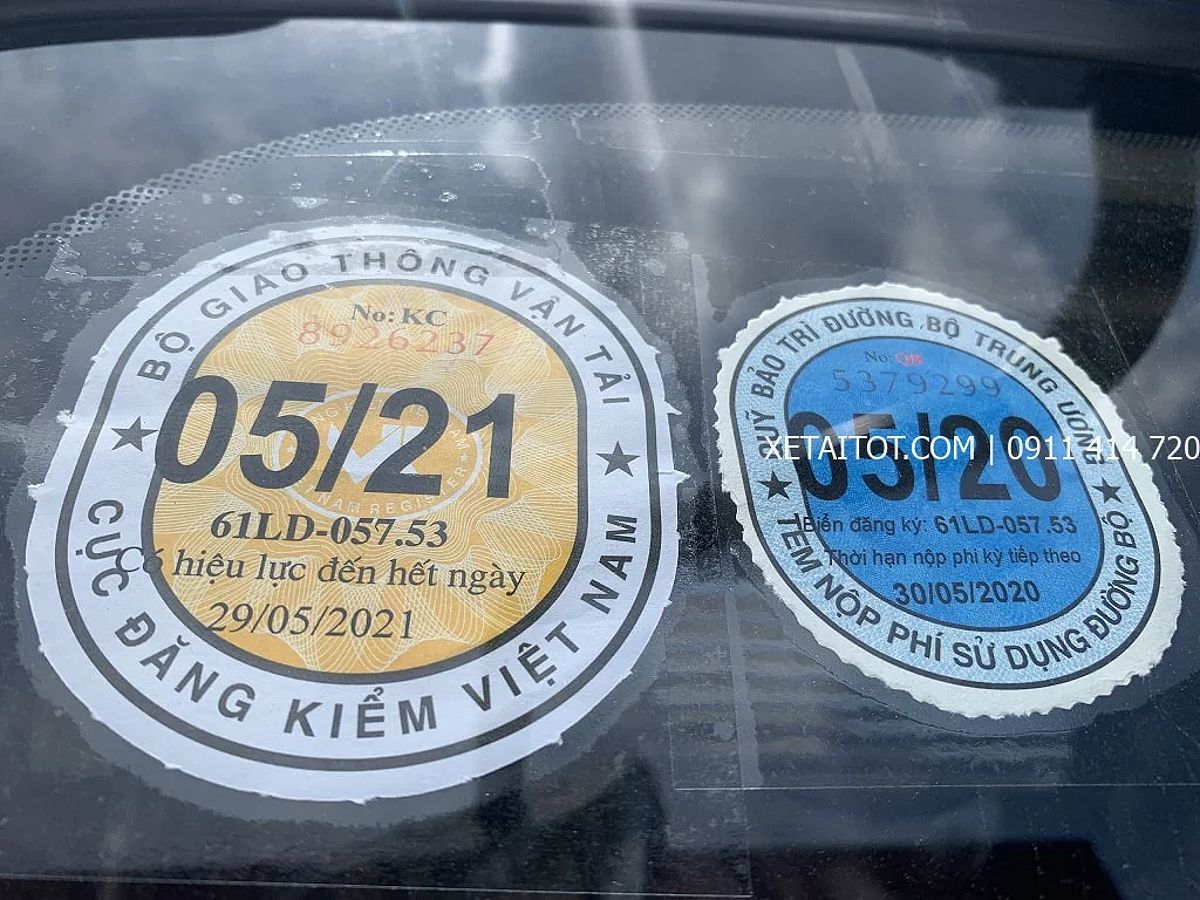 BỘ GIAO THÔNG VẬN TẢI
No: KC
8926237
05/21
61LD-057.53
Có hiệu lực đến hết ngày
29/05/2021
CỤC ĐĂNG KIỂM VIỆT NAM
QUỸ BẢO TRÌ ĐƯỜNG BỘ TRUNG ƯƠNG
No:
5379299
05/20
Biển đăng ký: 61LD-057.53
Thời hạn nộp phí kỳ tiếp theo
30/05/2020
TEM NỘP PHÍ SỬ DỤNG ĐƯỜNG BỘ
XETAITOT.COM | 0911 414 720